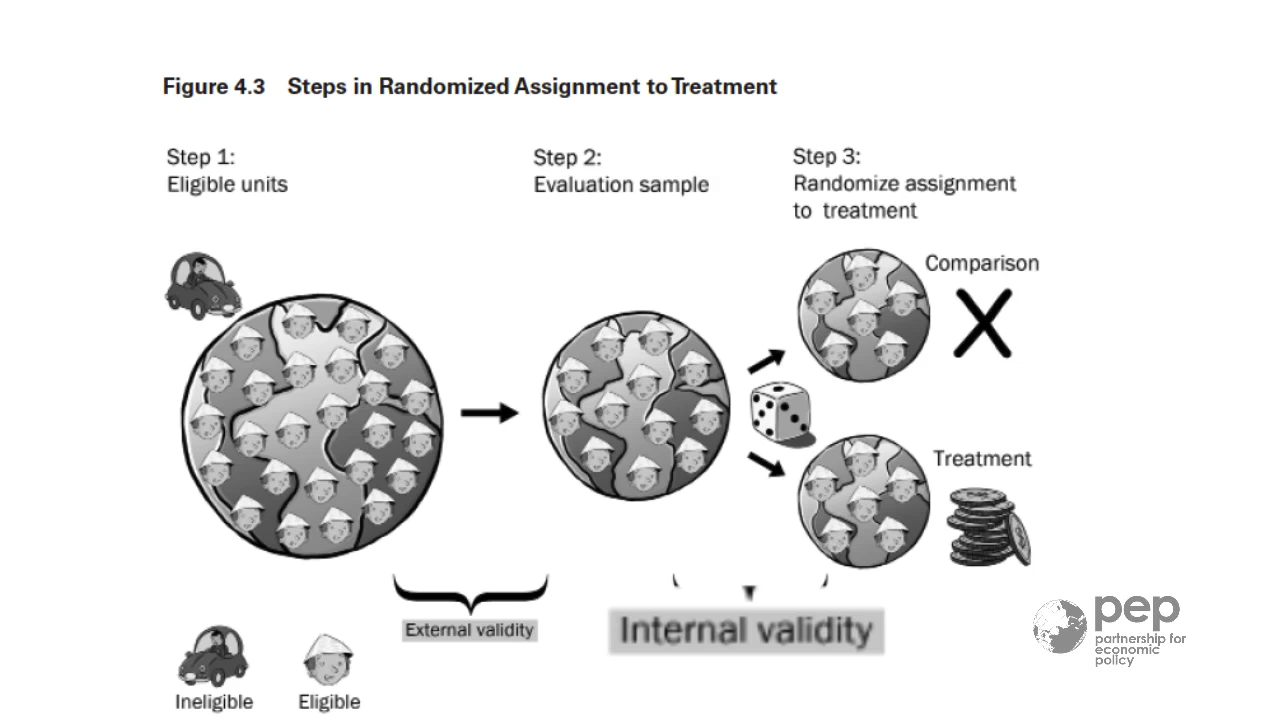 Figure 4.3 Steps in Randomized Assignment to Treatment
Step 1:
Eligible units
Step 2:
Evaluation sample
Step 3:
Randomize assignment
to treatment
Comparison
Treatment
External validity
Internal validity
Ineligible
Eligible
pep
partnership for
economic
policy